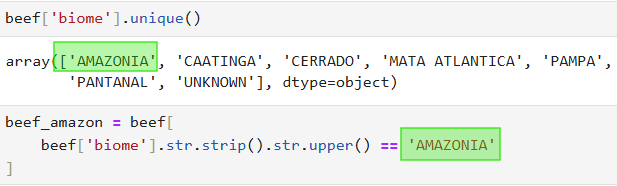 beef['biome'].unique()
array(['AMAZONIA', 'CAATINGA', 'CERRADO', 'MATA ATLANTICA', 'PAMPA',
'PANTANAL', 'UNKNOWN'], dtype=object)
beef_amazon = beef[
beef['biome'].str.strip().str.upper() == 'AMAZONIA'
]